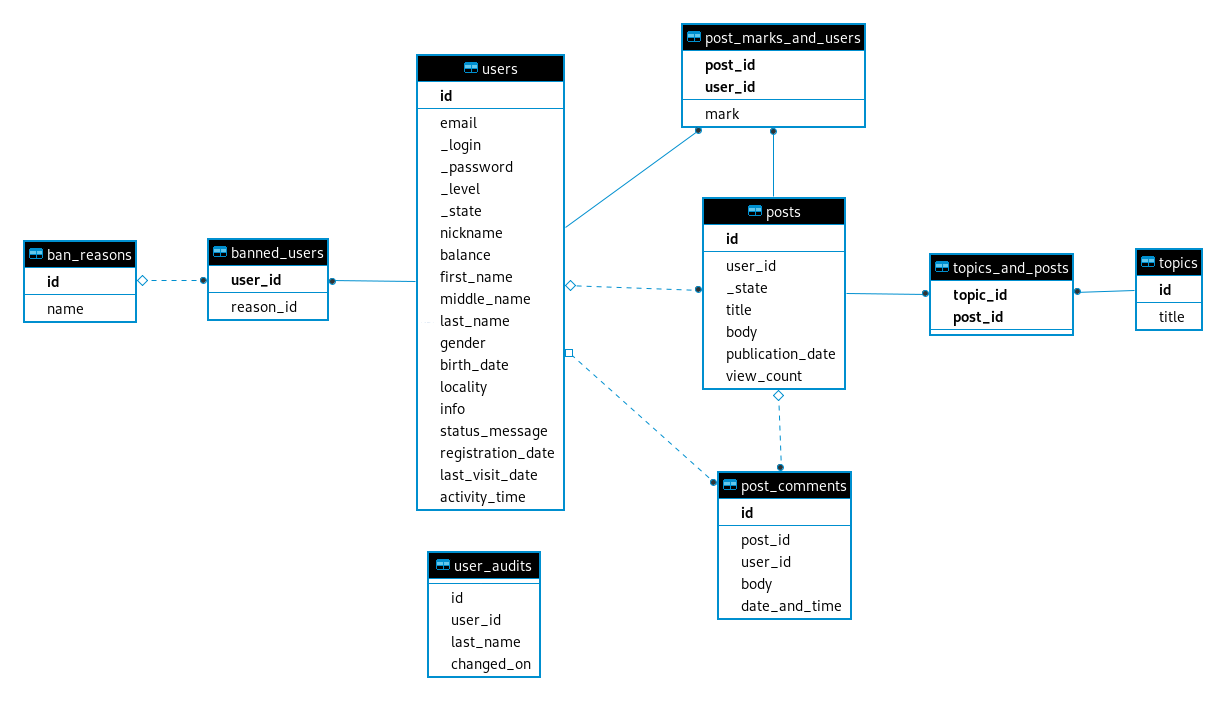 post_marks_and_users
post_id
user_id
mark
users
id
email
_login
_password
_level
_state
nickname
balance
first_name
middle_name
last_name
gender
birth_date
locality
info
status_message
registration_date
last_visit_date
activity_time
ban_reasons
id
name
banned_users
user_id
reason_id
posts
id
user_id
_state
title
body
publication_date
view_count
topics_and_posts
topic_id
post_id
topics
id
title
post_comments
id
post_id
user_id
body
date_and_time
user_audits
id
user_id
last_name
changed_on